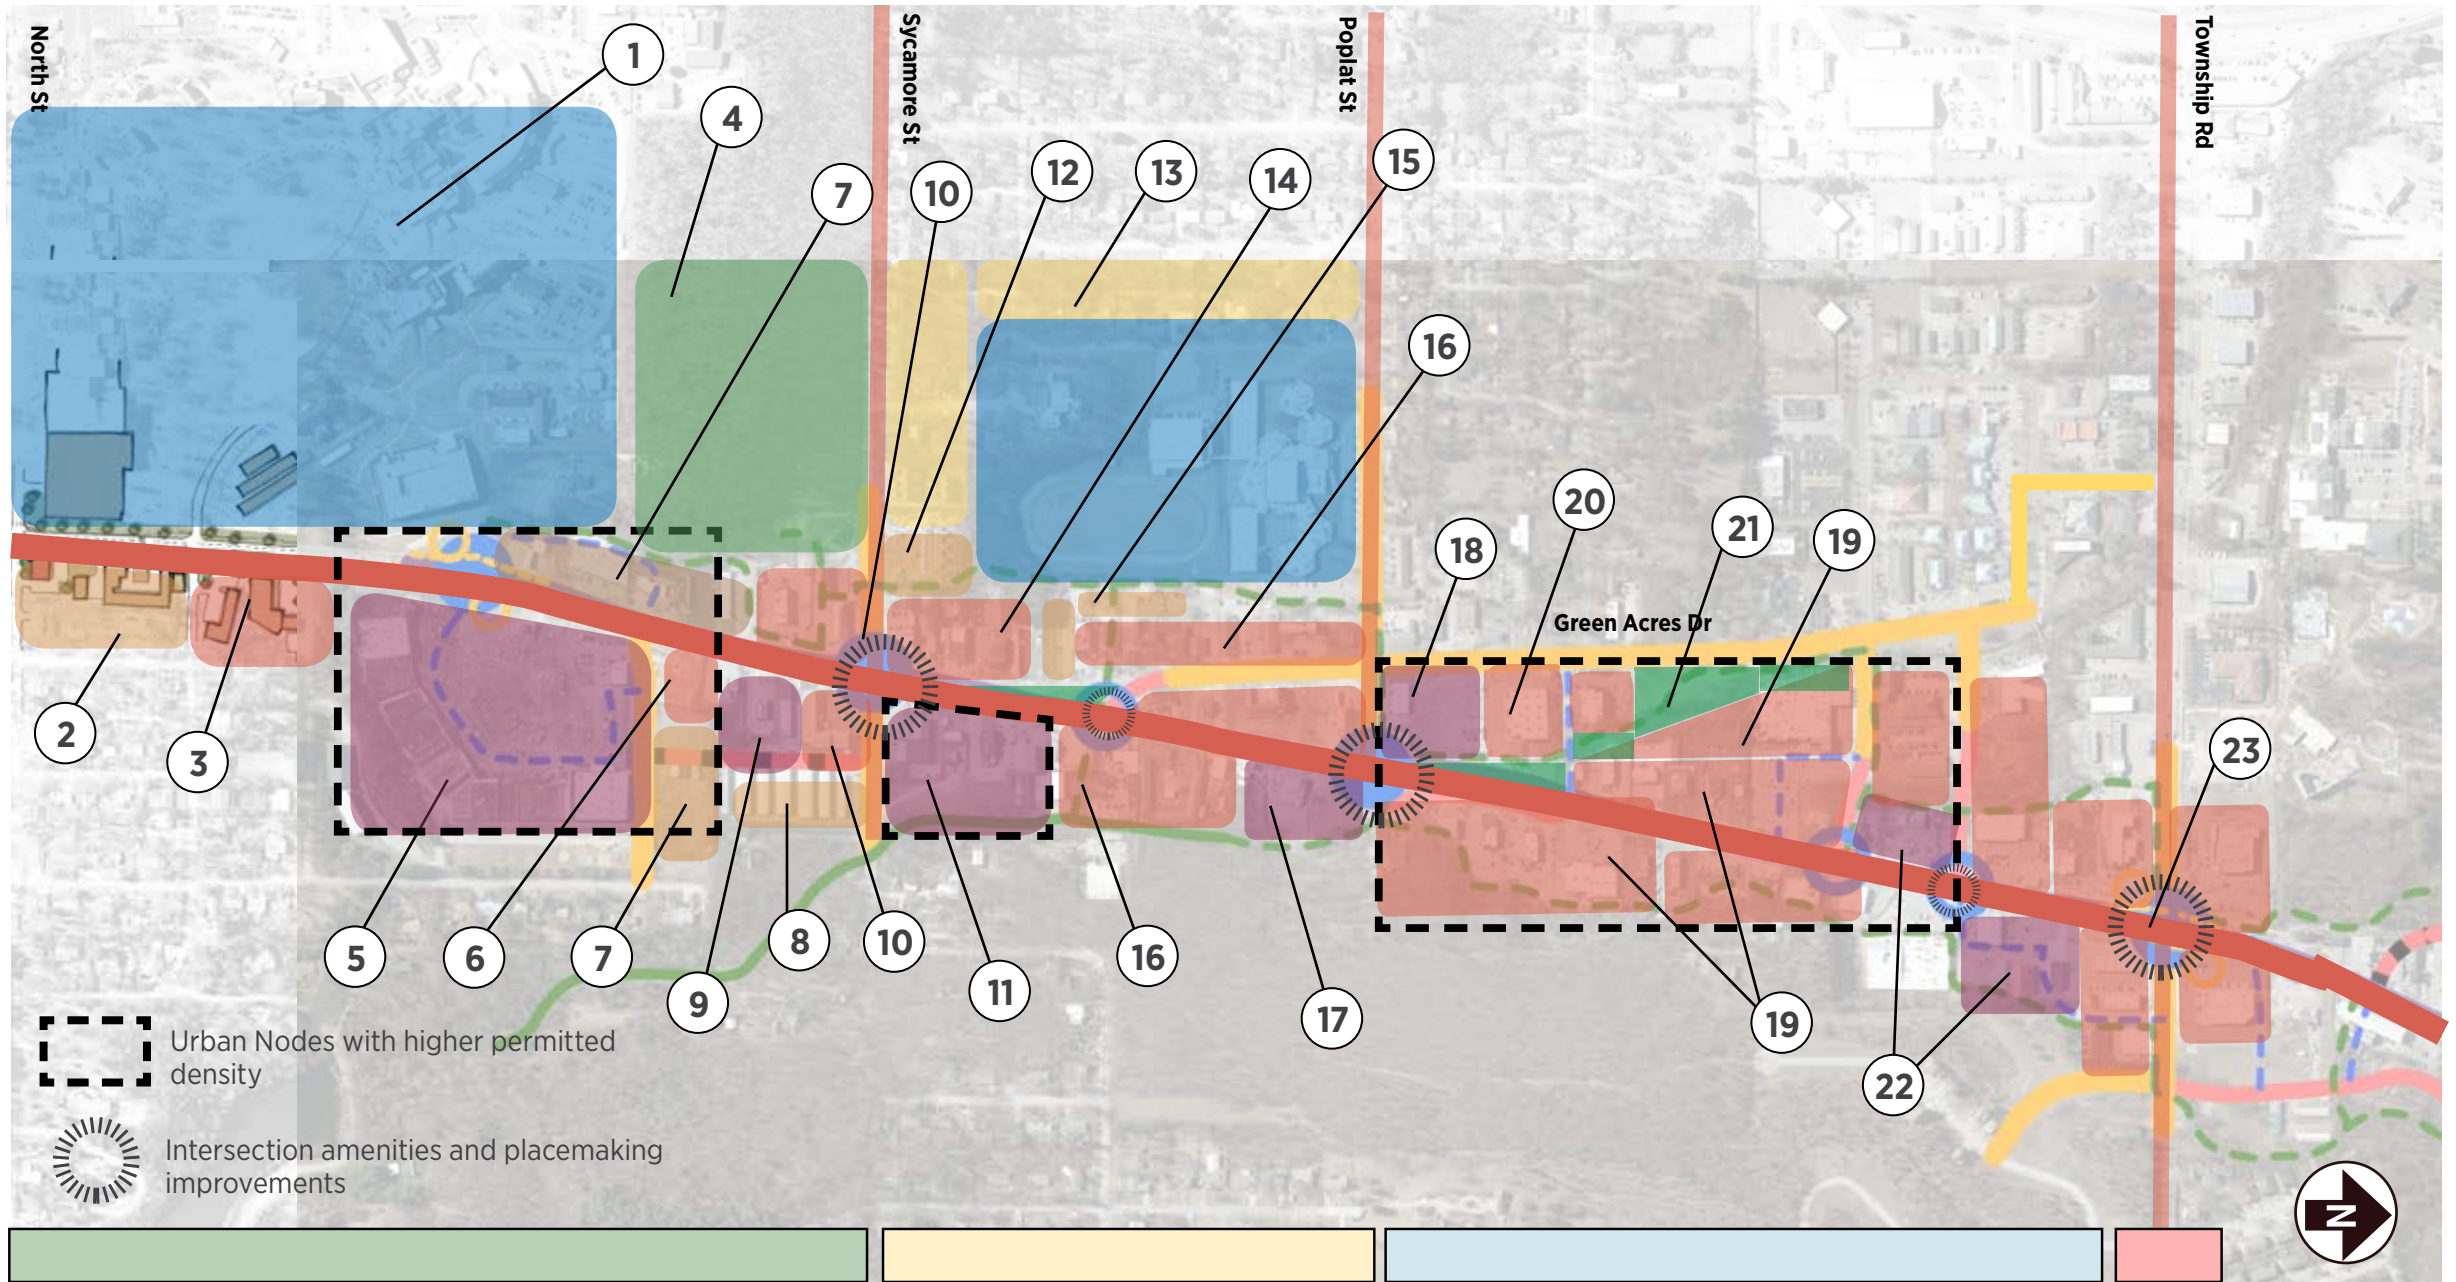 North St
Sycamore St
Poplat St
Township Rd
1
4
7
10
12
13
14
15
16
18
20
21
19
Green Acres Dr
2
3
5
6
7
9
8
10
11
16
17
19
22
23
Urban Nodes with higher permitted
density
Intersection amenities and placemaking
improvements
N